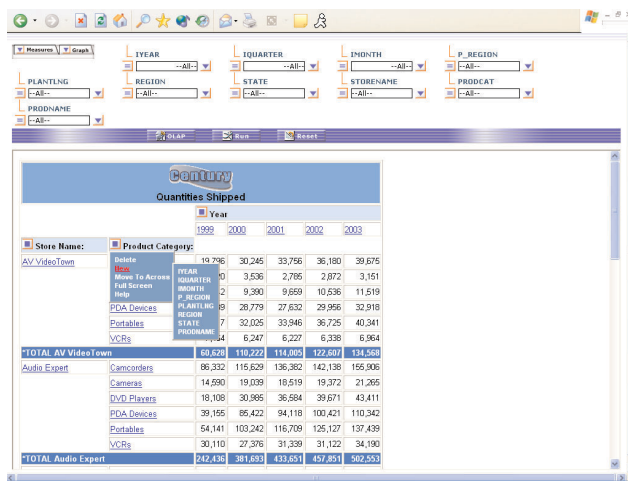 Measures Graph
IYEAR IQUARTER IMONTH P_REGION
--All-- --All-- --All-- --All--
PLANTLNG REGION STATE STORENAME PRODCAT
--All-- --All-- --All-- --All-- --All--
PRODNAME
--All--
OLAP Run Reset
Century
Quantities Shipped
Year
1999 2000 2001 2002 2003
Store Name: Product Category:
AV VideoTown 19,796 30,245 33,756 36,180 39,675
3,536 2,785 2,872 3,151
9,390 9,659 10,536 11,519
PDA Devices 28,779 27,632 29,956 32,918
Portables 32,025 33,946 36,725 40,341
VCRs 6,247 6,227 6,338 6,964
Delete
New
Move To Across
Full Screen
Help
IYEAR
IQUARTER
IMONTH
P_REGION
PLANTLNG
REGION
STATE
PRODNAME
*TOTAL AV VideoTown 60,628 110,222 114,005 122,607 134,568
Audio Expert Camcorders 86,332 115,629 136,382 142,138 155,906
Cameras 14,590 19,039 18,519 19,372 21,265
DVD Players 18,108 30,985 36,584 39,671 43,411
PDA Devices 39,155 85,422 94,118 100,421 110,342
Portables 54,141 103,242 116,709 125,127 137,439
VCRs 30,110 27,376 31,339 31,122 34,190
*TOTAL Audio Expert 242,436 381,693 433,651 457,851 502,553